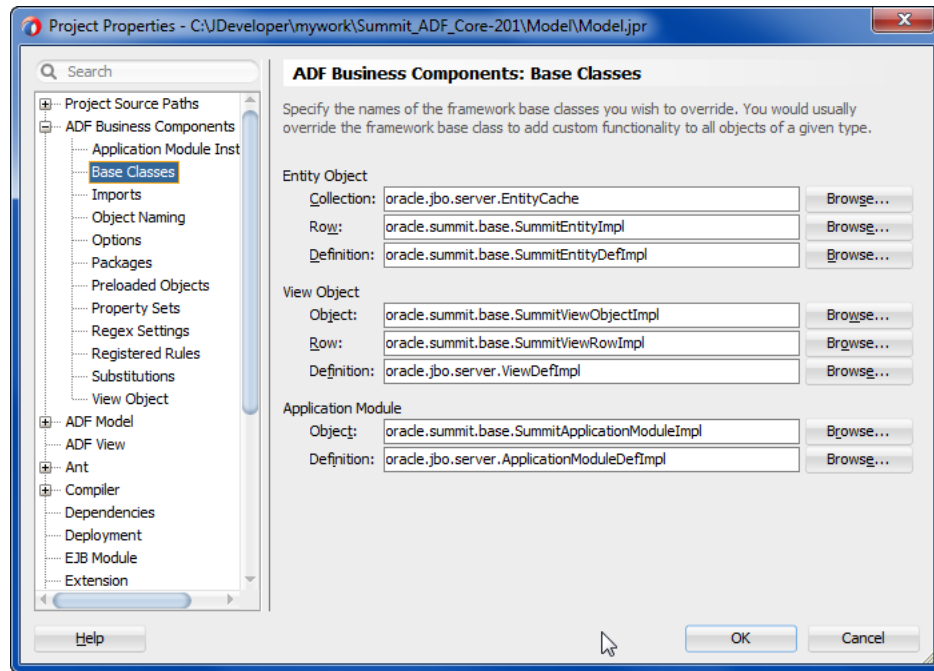 Project Properties - C:\JDeveloper\mywork\Summit_ADF_Core-201\Model\Model.jpr
Search
Project Source Paths
ADF Business Components
Application Module Inst
Base Classes
Imports
Object Naming
Options
Packages
Preloaded Objects
Property Sets
Regex Settings
Registered Rules
Substitutions
View Object
ADF Model
ADF View
Ant
Compiler
Dependencies
Deployment
EJB Module
Extension
ADF Business Components: Base Classes
Specify the names of the framework base classes you wish to override. You would usually
override the framework base class to add custom functionality to all objects of a given type.
Entity Object
Collection: oracle.jbo.server.EntityCache Browse...
Row: oracle.summit.base.SummitEntityImpl Browse...
Definition: oracle.summit.base.SummitEntityDefImpl Browse...
View Object
Object: oracle.summit.base.SummitViewObjectImpl Browse...
Row: oracle.summit.base.SummitViewRowImpl Browse...
Definition: oracle.jbo.server.ViewDefImpl Browse...
Application Module
Object: oracle.summit.base.SummitApplicationModuleImpl Browse...
Definition: oracle.jbo.server.ApplicationModuleDefImpl Browse...
Help OK Cancel